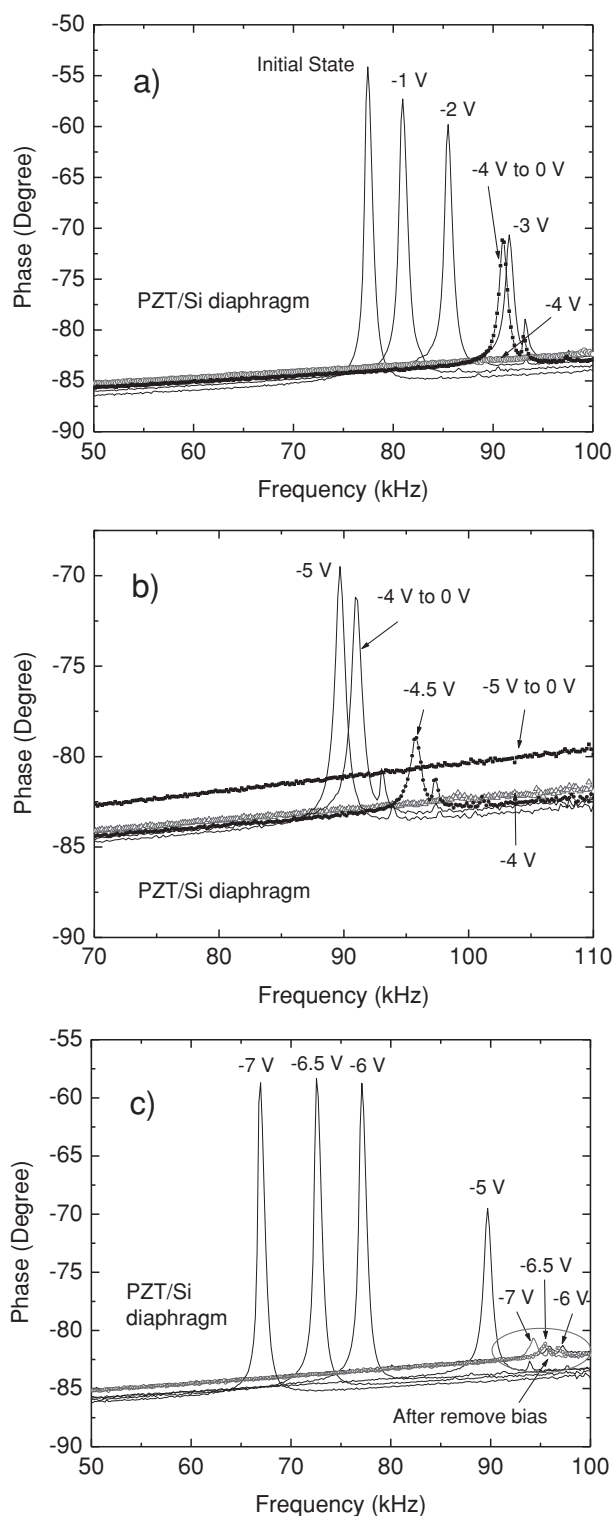 a)
Initial State
-1 V
-2 V
-4 V to 0 V
-3 V
-4 V
PZT/Si diaphragm
Phase (Degree)
-50
-55
-60
-65
-70
-75
-80
-85
-90
50 60 70 80 90 100
Frequency (kHz)
b)
-5 V
-4 V to 0 V
-4.5 V
-5 V to 0 V
-4 V
PZT/Si diaphragm
Phase (Degree)
-70
-75
-80
-85
-90
70 80 90 100 110
Frequency (kHz)
c)
-7 V
-6.5 V
-6 V
-5 V
-6.5 V
-7 V
-6 V
PZT/Si
diaphragm
After remove bias
Phase (Degree)
-55
-60
-65
-70
-75
-80
-85
-90
50 60 70 80 90 100
Frequency (kHz)